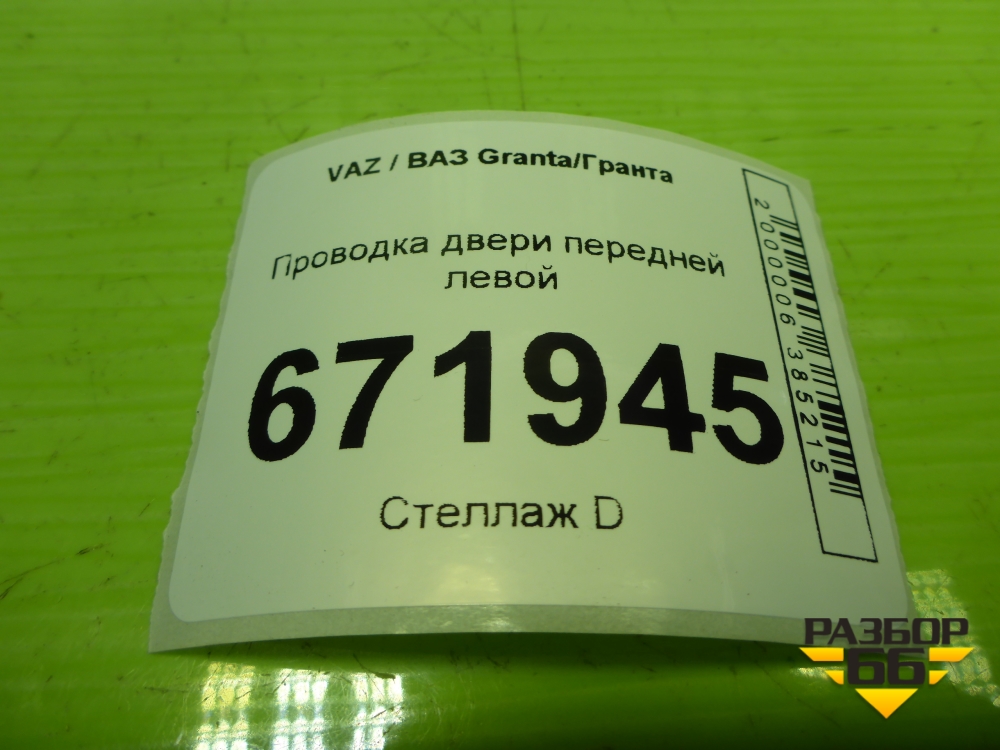 VAZ / ВАЗ Granta/Гранта
Проводка двери передней
левой
671945
Стеллаж D
2000006385215
РАЗБОР
66